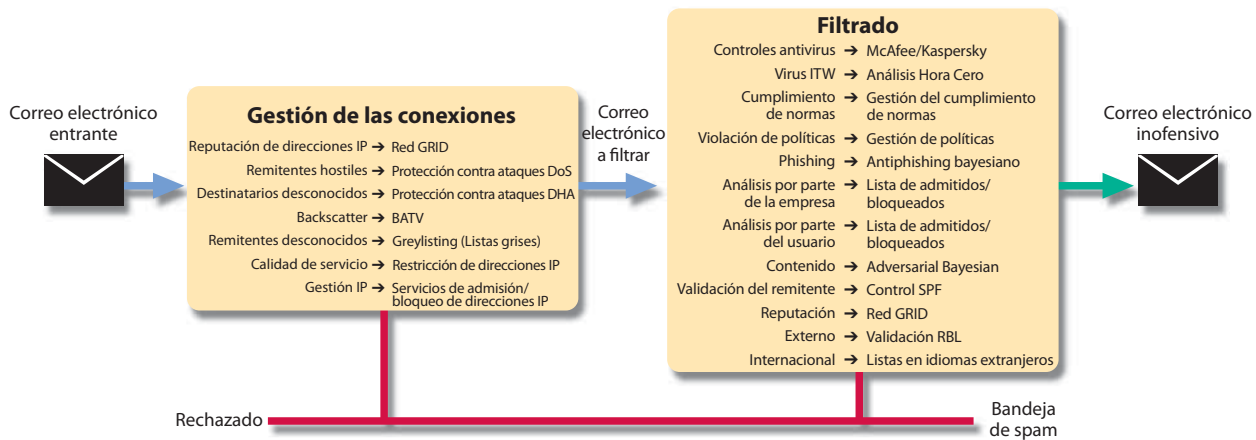 Correo electrónico
entrante
Gestión de las conexiones
Reputación de direcciones IP ➔ Red GRID
Remitentes hostiles ➔ Protección contra ataques DoS
Destinatarios desconocidos ➔ Protección contra ataques DHA
Backscatter ➔ BATV
Remitentes desconocidos ➔ Greylisting (Listas grises)
Calidad de servicio ➔ Restricción de direcciones IP
Gestión IP ➔ Servicios de admisión/
bloqueo de direcciones IP
Correo
electrónico
a filtrar
Filtrado
Controles antivirus ➔ McAfee/Kaspersky
Virus ITW ➔ Análisis Hora Cero
Cumplimiento ➔ Gestión del cumplimiento
de normas de normas
Violación de políticas ➔ Gestión de políticas
Phishing ➔ Antiphishing bayesiano
Análisis por parte ➔ Lista de admitidos/
de la empresa bloqueados
Análisis por parte ➔ Lista de admitidos/
del usuario bloqueados
Contenido ➔ Adversarial Bayesian
Validación del remitente ➔ Control SPF
Reputación ➔ Red GRID
Externo ➔ Validación RBL
Internacional ➔ Listas en idiomas extranjeros
Correo electrónico
inofensivo
Rechazado
Bandeja
de spam